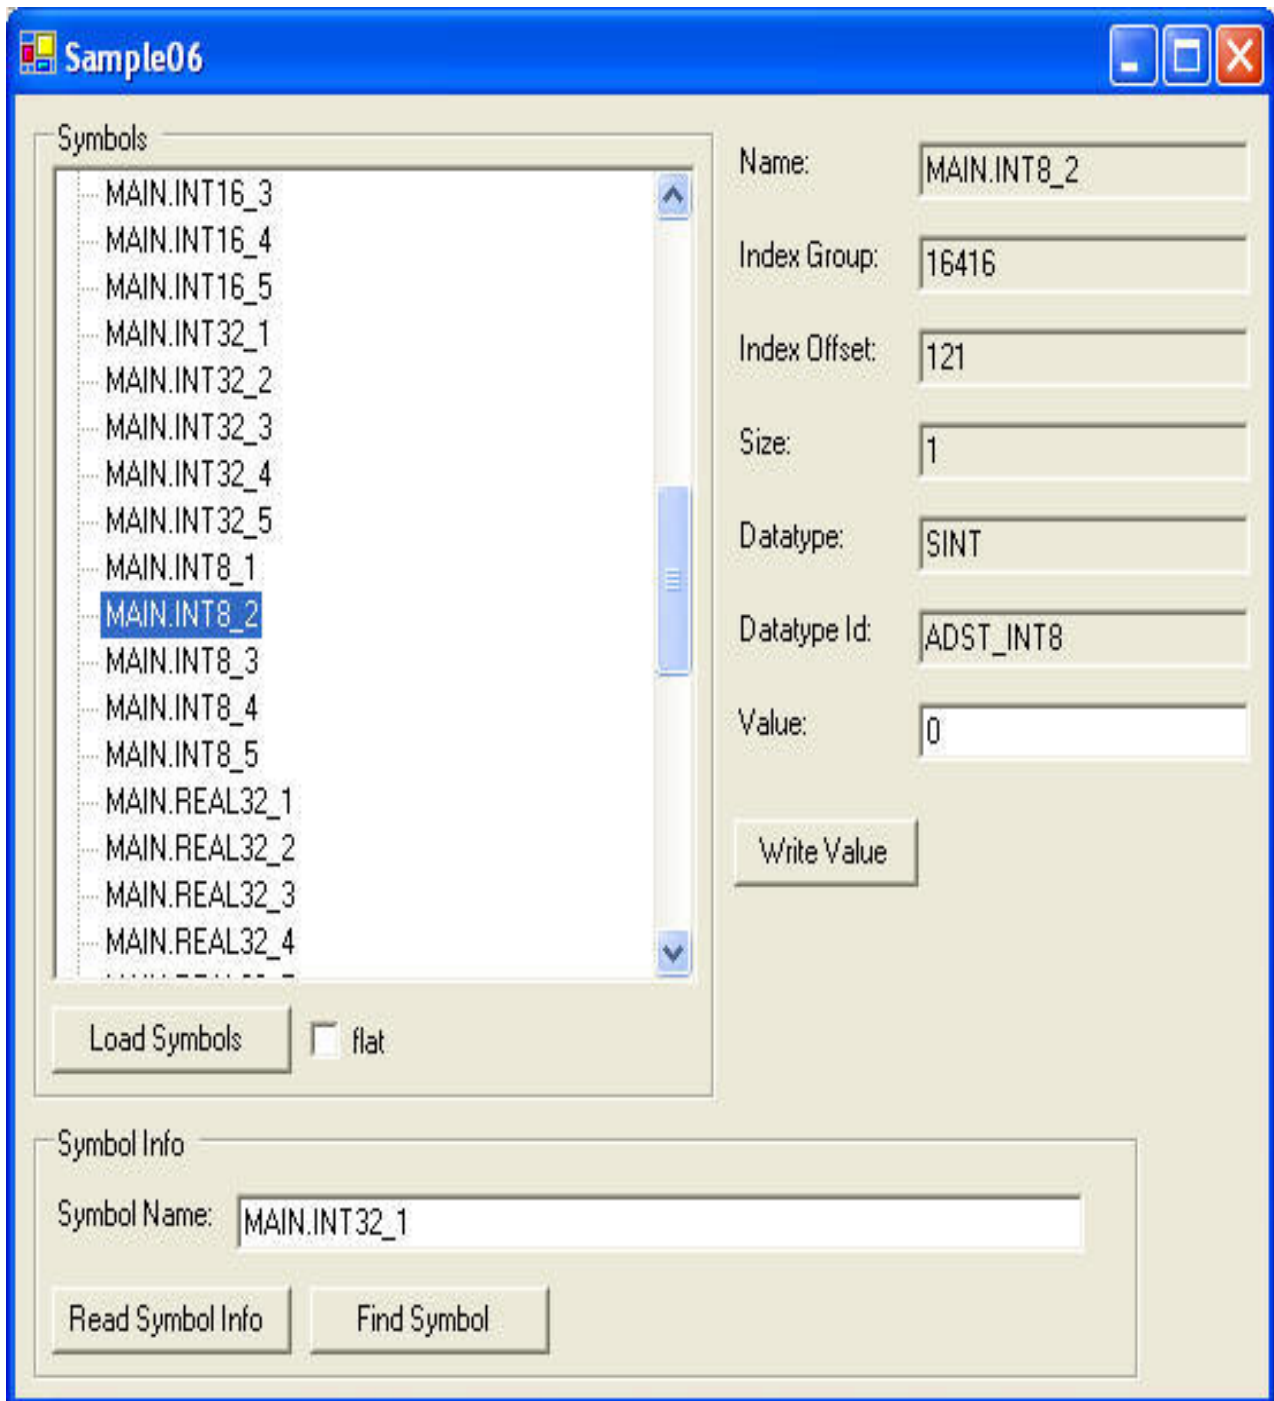 Sample06
Symbols
MAIN.INT16_3
MAIN.INT16_4
MAIN.INT16_5
MAIN.INT32_1
MAIN.INT32_2
MAIN.INT32_3
MAIN.INT32_4
MAIN.INT32_5
MAIN.INT8_1
MAIN.INT8_2
MAIN.INT8_3
MAIN.INT8_4
MAIN.INT8_5
MAIN.REAL32_1
MAIN.REAL32_2
MAIN.REAL32_3
MAIN.REAL32_4
Load Symbols
flat
Name: MAIN.INT8_2
Index Group: 16416
Index Offset: 121
Size: 1
Datatype: SINT
Datatype Id: ADST_INT8
Value: 0
Write Value
Symbol Info
Symbol Name: MAIN.INT32_1
Read Symbol Info
Find Symbol